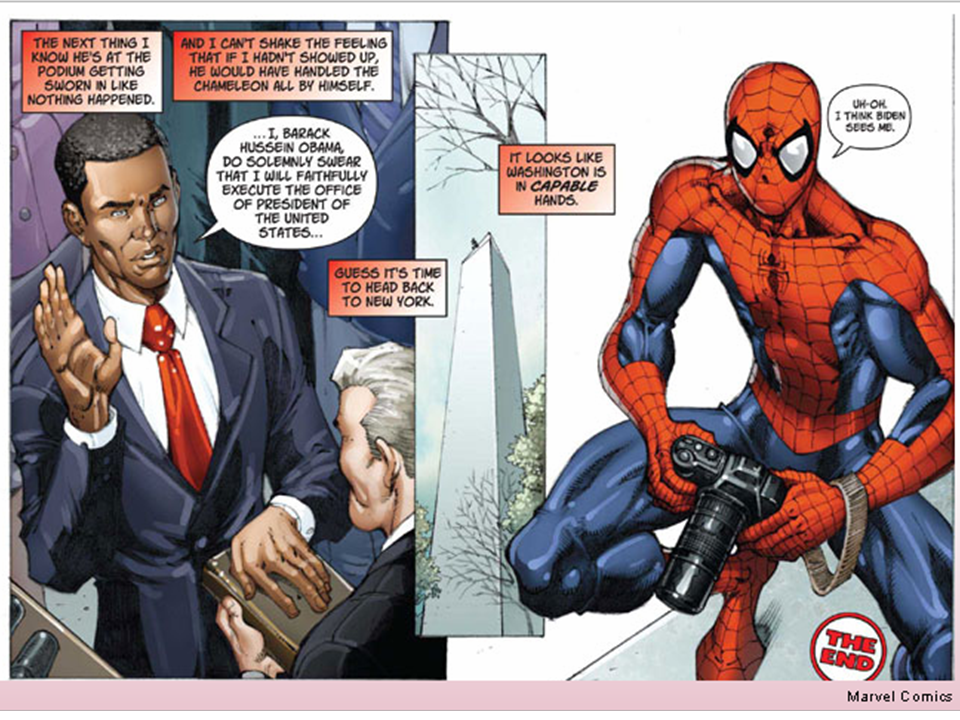 THE NEXT THING I
KNOW HE'S AT THE
PODIUM GETTING
SWORN IN LIKE
NOTHING HAPPENED.
AND I CAN'T SHAKE THE FEELING
THAT IF I HADN'T SHOWED UP,
HE WOULD HAVE HANDLED THE
CHAMELEON ALL BY HIMSELF.
...I, BARACK
HUSSEIN OBAMA,
DO SOLEMNLY SWEAR
THAT I WILL FAITHFULLY
EXECUTE THE OFFICE
OF PRESIDENT OF
THE UNITED
STATES...
GUESS IT'S TIME
TO HEAD BACK
TO NEW YORK.
IT LOOKS LIKE
WASHINGTON IS
IN CAPABLE
HANDS.
UH-OH.
I THINK BIDEN
SEES ME.
THE
END
Marvel Comics